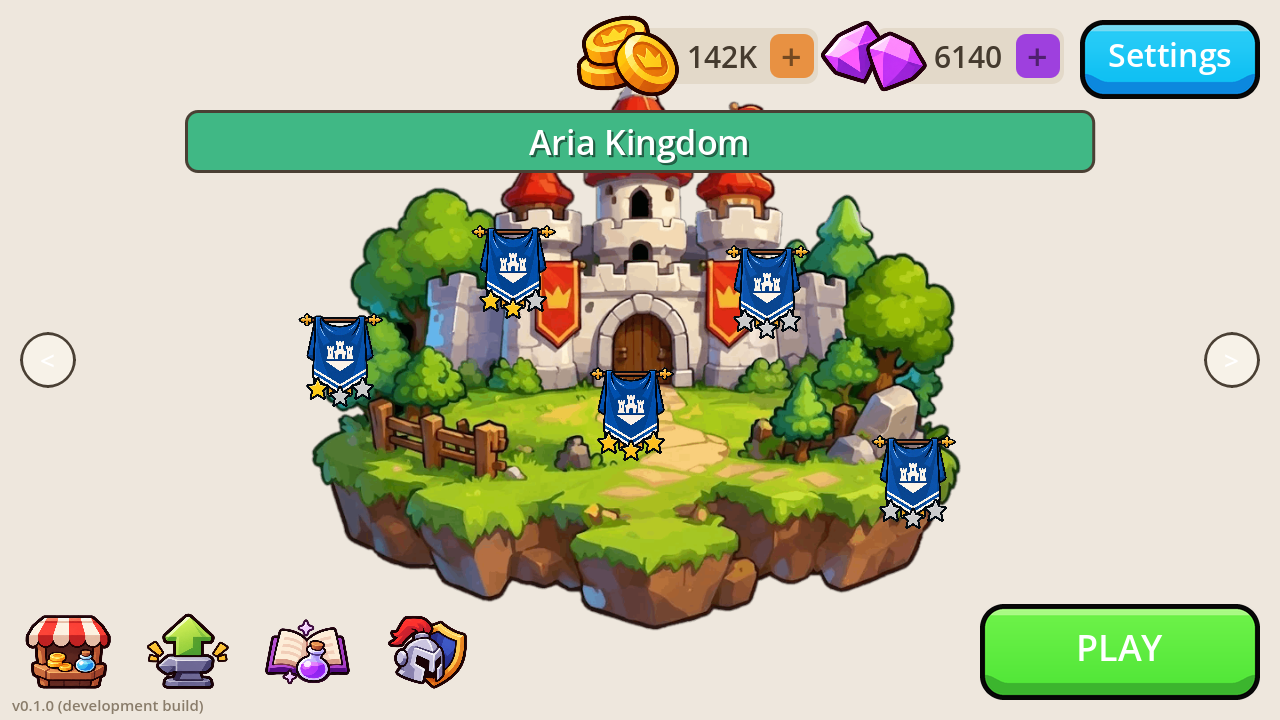 142K
+
6140
+
Settings
Aria Kingdom
<
>
PLAY
v0.1.0 (development build)